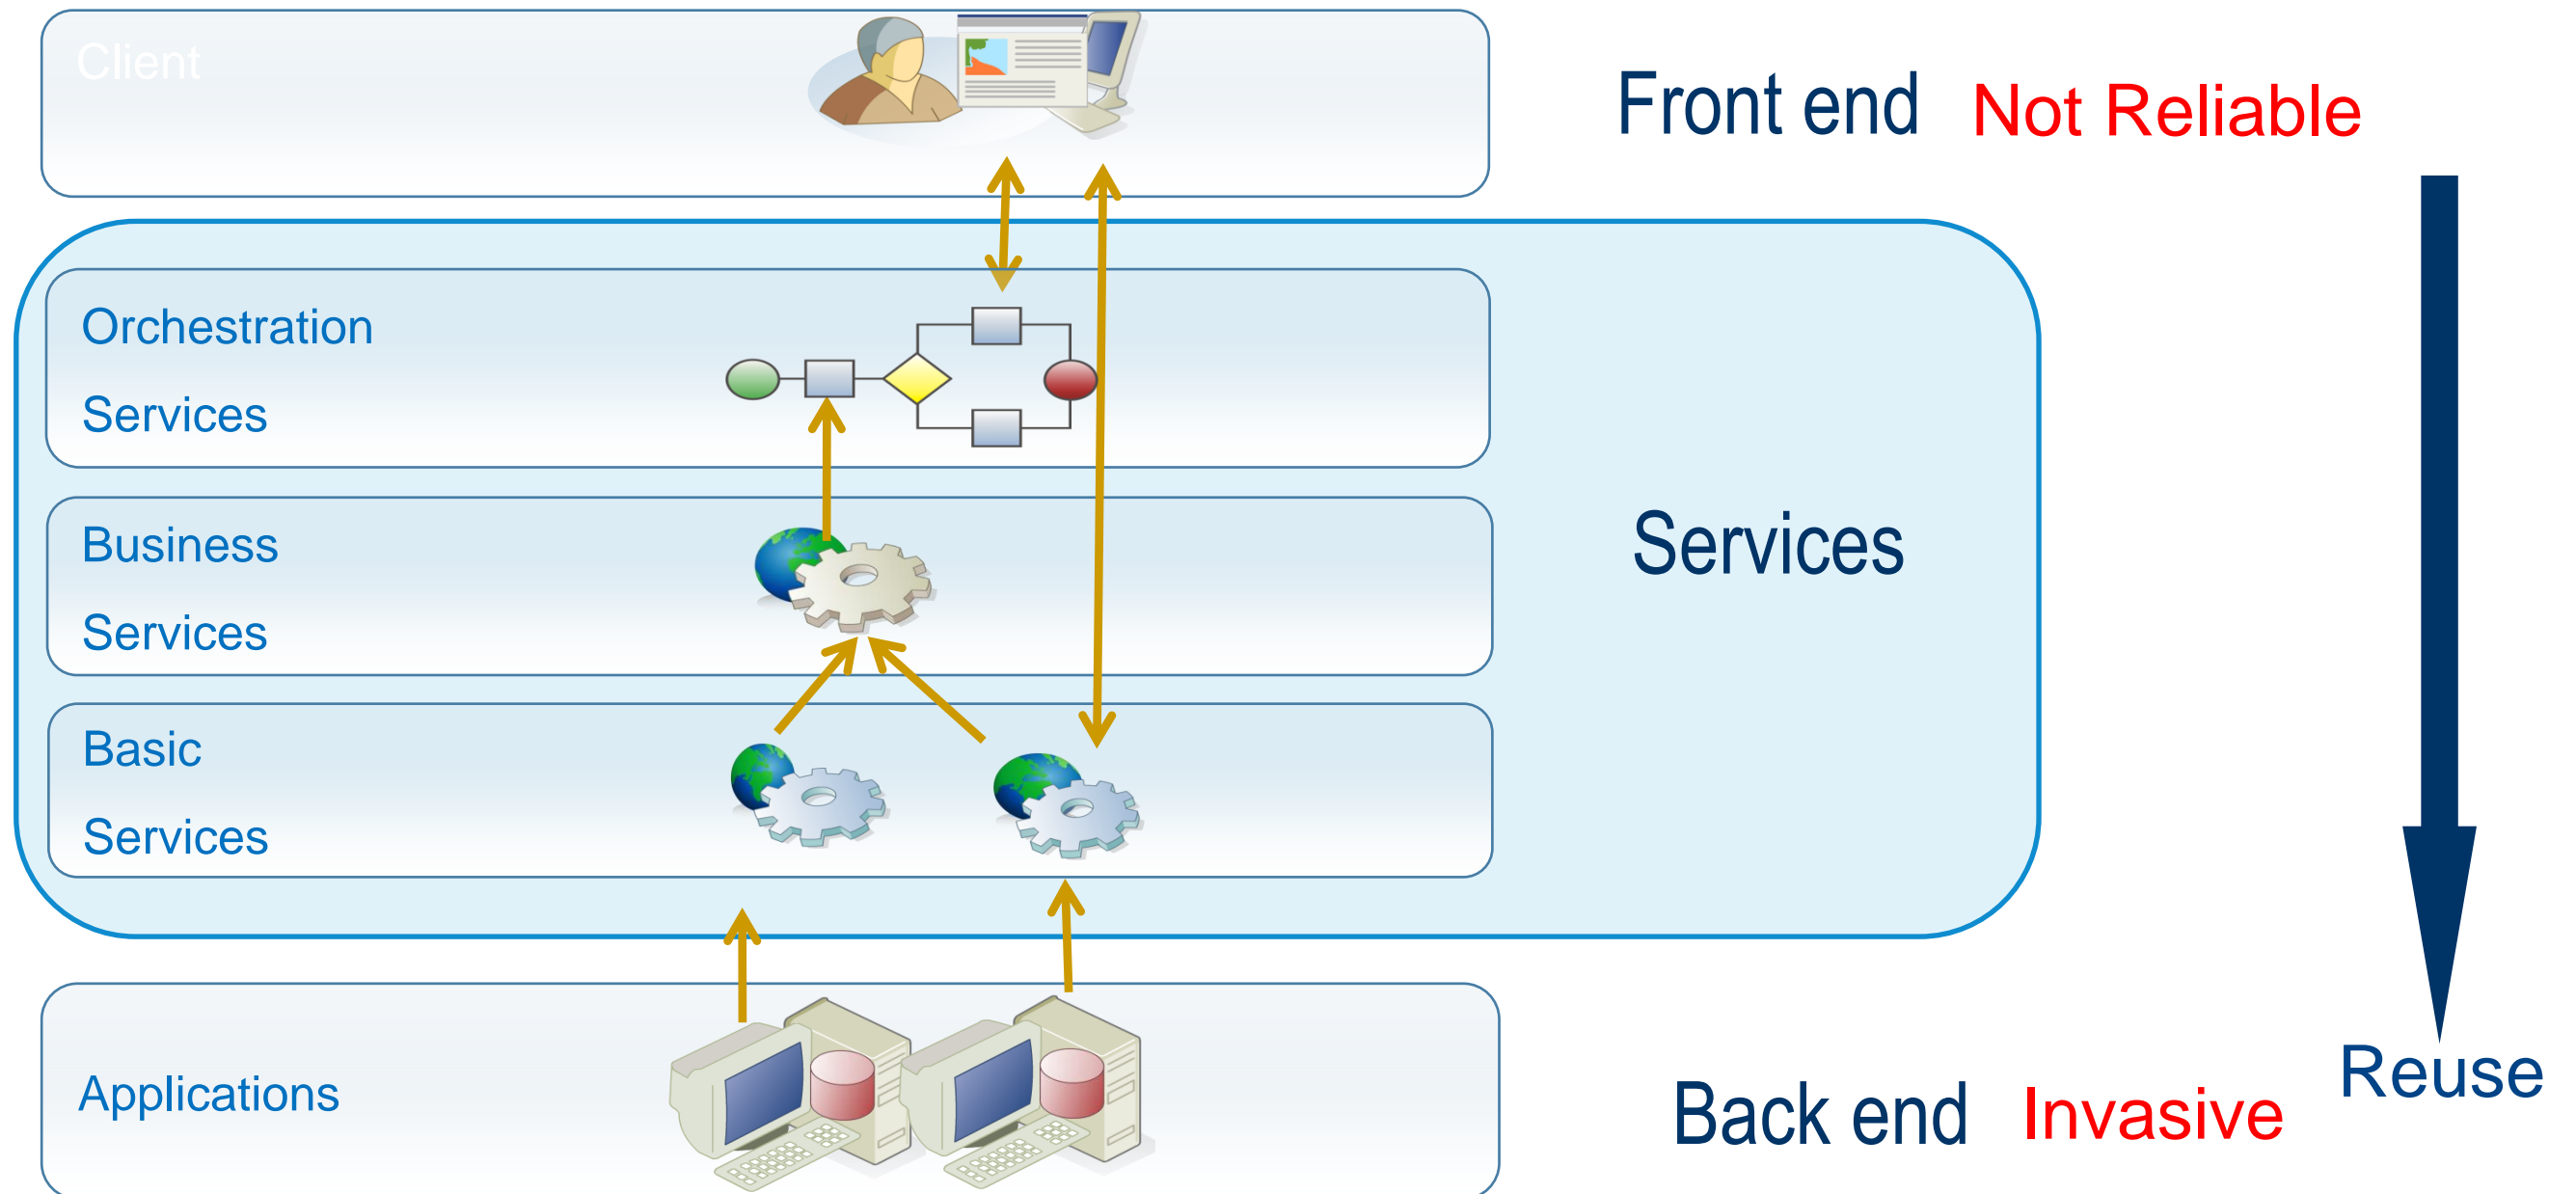 Client
Front end Not Reliable
Orchestration
Services
Business
Services
Services
Basic
Services
Applications
Back end Invasive
Reuse